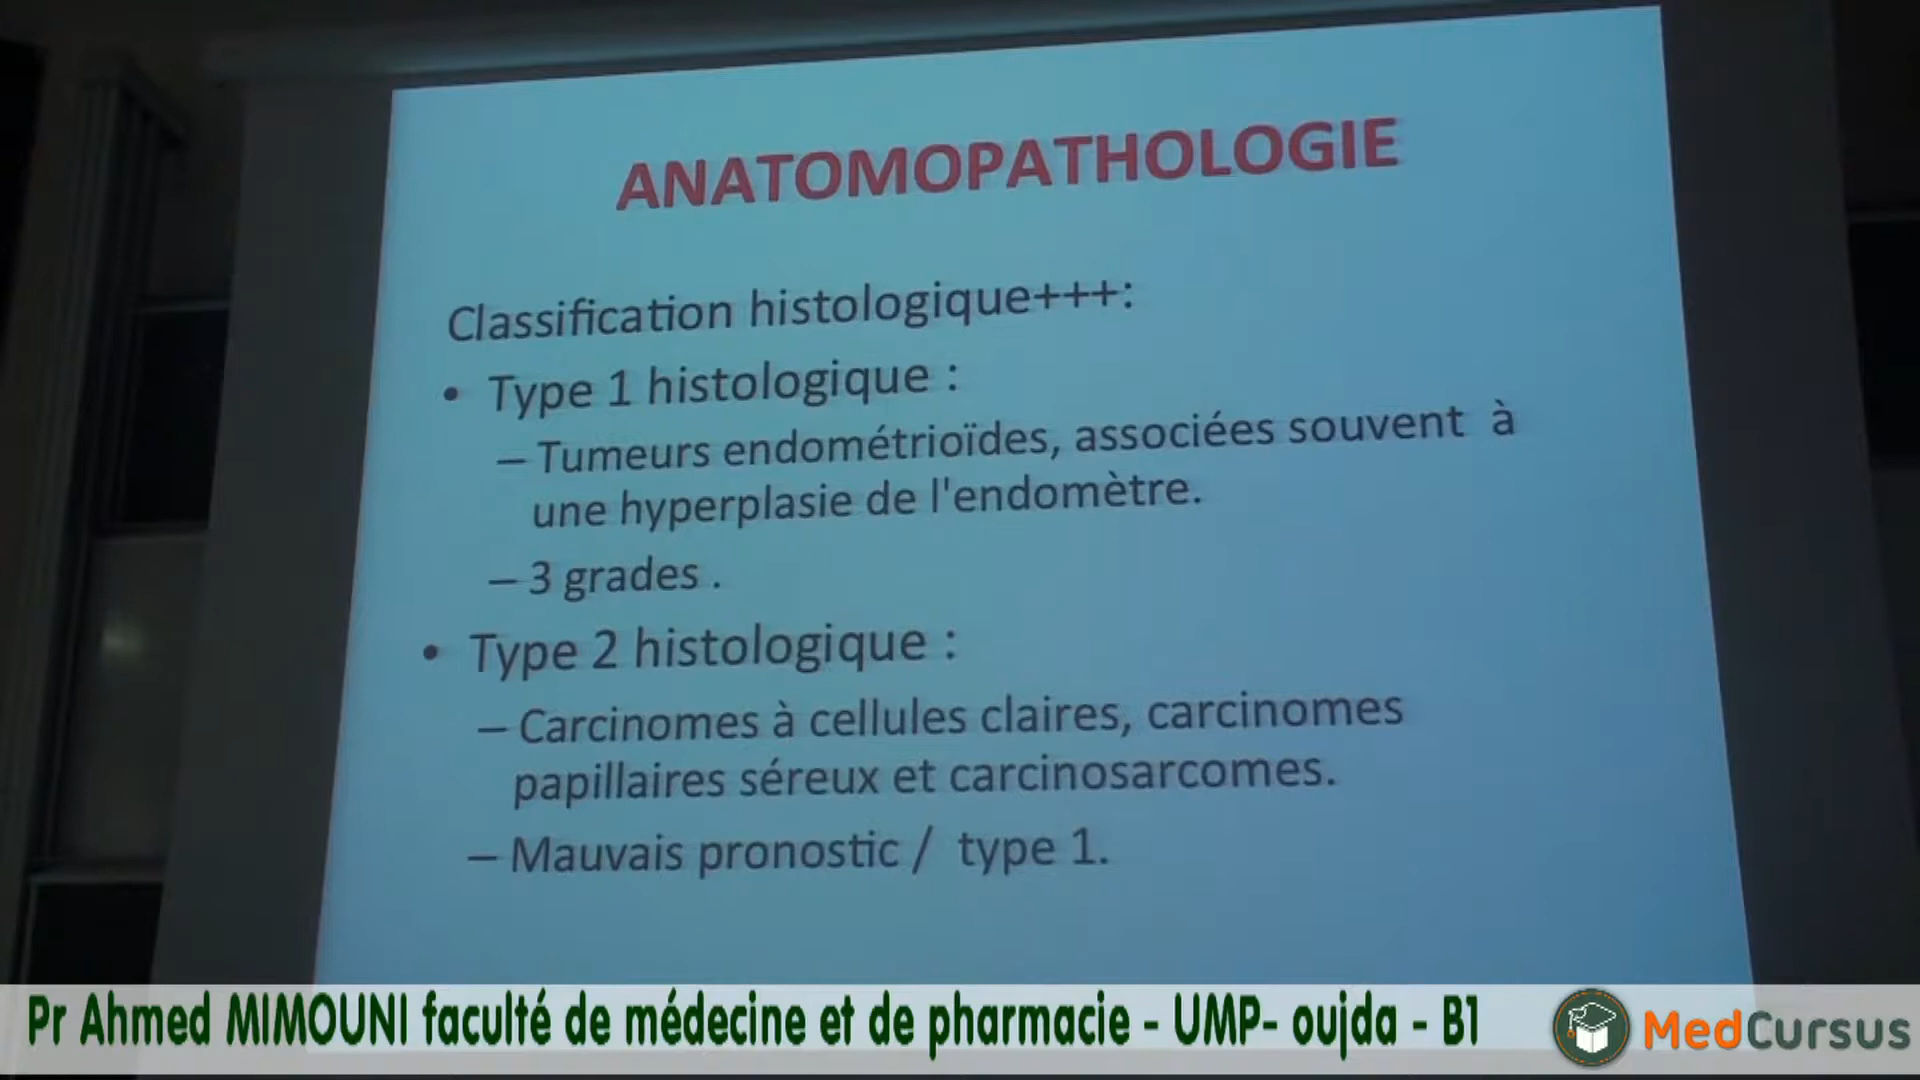 ANATOMOPATHOLOGIE
Classification histologique+++:
• Type 1 histologique :
– Tumeurs endométrioïdes, associées souvent à
une hyperplasie de l'endomètre.
– 3 grades .
• Type 2 histologique :
– Carcinomes à cellules claires, carcinomes
papillaires séreux et carcinosarcomes.
– Mauvais pronostic / type 1.
Pr Ahmed MIMOUNI faculté de médecine et de pharmacie - UMP- oujda - B1
MedCursus